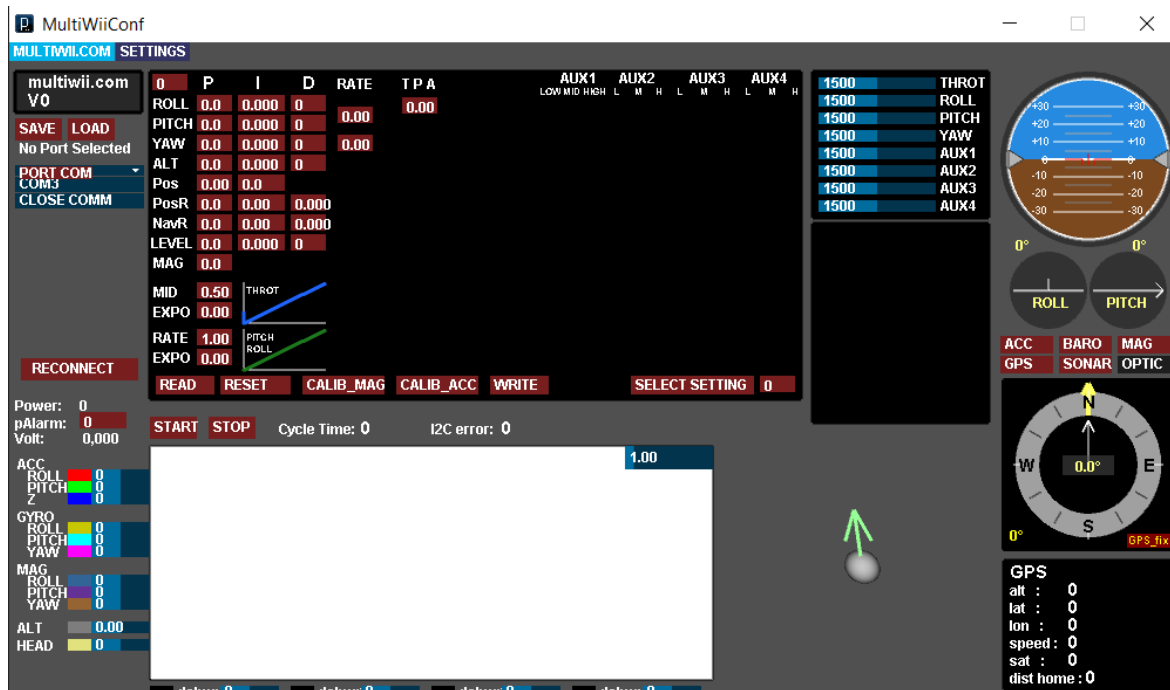 MultiWiiConf
MULTIWII.COM SETTINGS
multiwii.com
V0
SAVE LOAD
No Port Selected
PORT COM
COM3
CLOSE COMM
RECONNECT
Power: 0
pAlarm: 0
Volt: 0,000
ACC
ROLL 0
PITCH 0
Z 0
GYRO
ROLL 0
PITCH 0
YAW 0
MAG
ROLL 0
PITCH 0
YAW 0
ALT 0.00
HEAD 0
0 P I D RATE T P A AUX1 AUX2 AUX3 AUX4
LOW MID HIGH L M H L M H L M H
ROLL 0.0 0.000 0 0.00
0.00
PITCH 0.0 0.000 0
YAW 0.0 0.000 0 0.00
ALT 0.0 0.000 0
Pos 0.00 0.0
PosR 0.0 0.00 0.000
NavR 0.0 0.00 0.000
LEVEL 0.0 0.000 0
MAG 0.0
MID 0.50 THROT
EXPO 0.00
RATE 1.00 PITCH
ROLL
EXPO 0.00
READ RESET CALIB_MAG CALIB_ACC WRITE SELECT SETTING 0
START STOP Cycle Time: 0 I2C error: 0
1.00
1500 THROT
1500 ROLL
1500 PITCH
1500 YAW
1500 AUX1
1500 AUX2
1500 AUX3
1500 AUX4
+30 +30
+20 +20
+10 +10
0 0
-10 -10
-20 -20
-30 -30
0° 0°
ROLL PITCH
ACC BARO MAG
GPS SONAR OPTIC
N
W 0.0° E
S
0° GPS_fix
GPS
alt : 0
lat : 0
lon : 0
speed : 0
sat : 0
dist home : 0